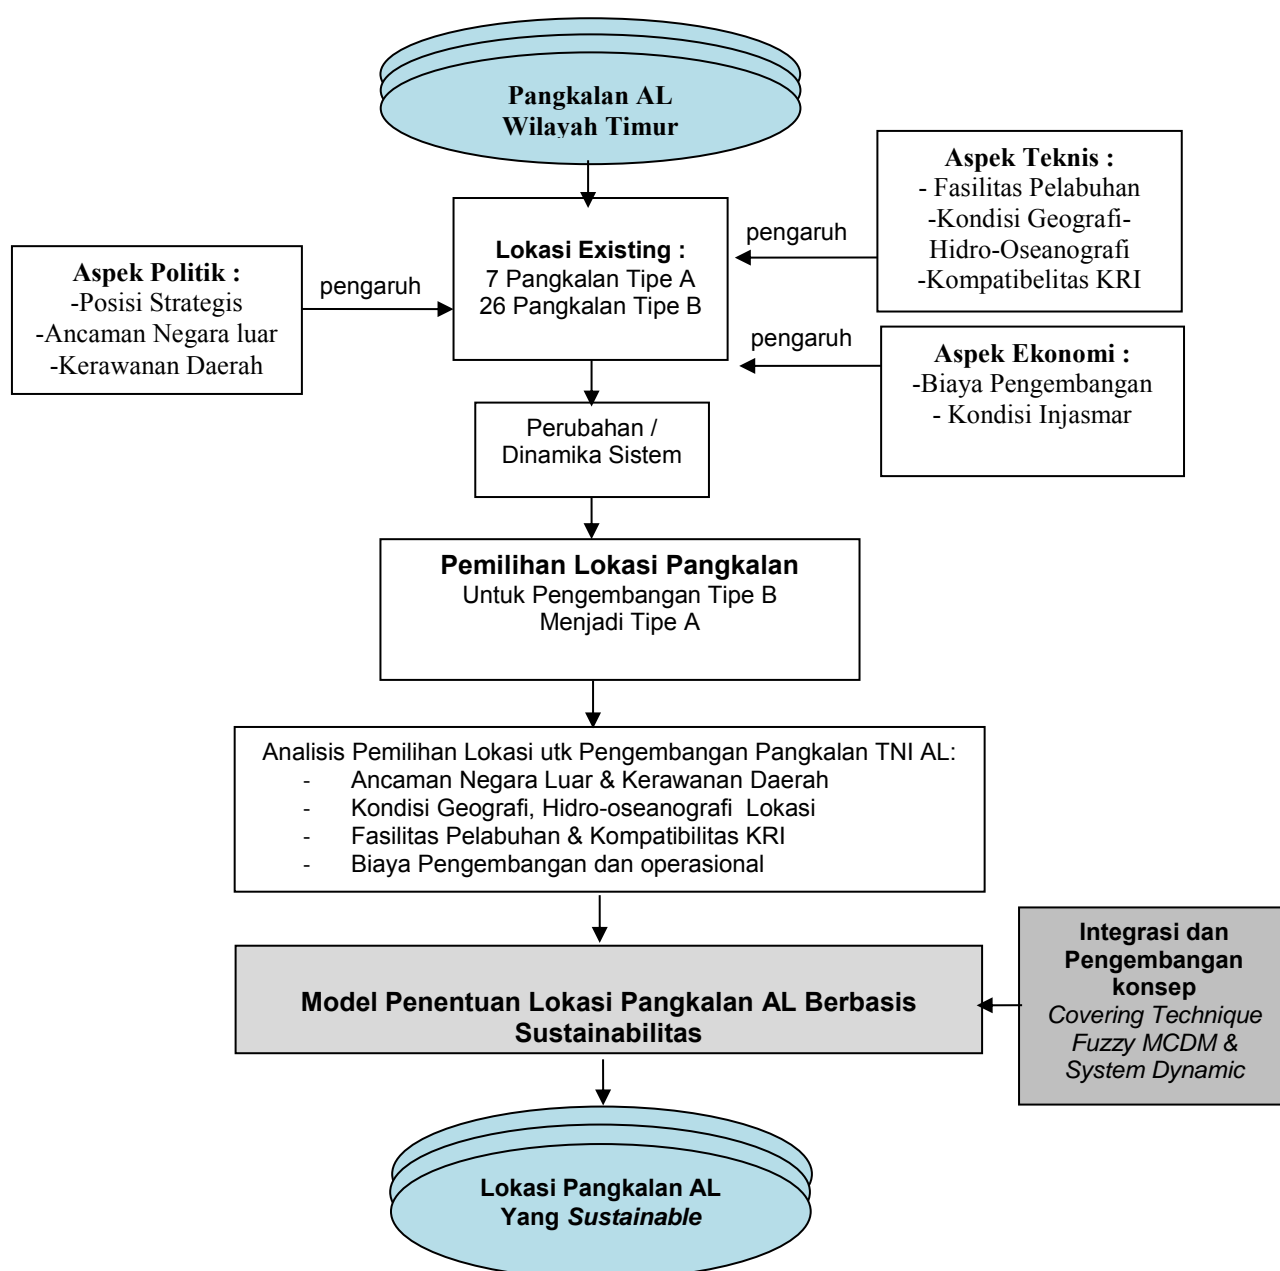 Pangkalan AL
Wilayah Timur
Aspek Teknis :
- Fasilitas Pelabuhan
-Kondisi Geografi-
Hidro-Oseanografi
-Kompatibelitas KRI
pengaruh
Lokasi Existing :
7 Pangkalan Tipe A
26 Pangkalan Tipe B
Aspek Politik :
-Posisi Strategis
-Ancaman Negara luar
-Kerawanan Daerah
pengaruh
pengaruh
Aspek Ekonomi :
-Biaya Pengembangan
- Kondisi Injasmar
Perubahan /
Dinamika Sistem
Pemilihan Lokasi Pangkalan
Untuk Pengembangan Tipe B
Menjadi Tipe A
Analisis Pemilihan Lokasi utk Pengembangan Pangkalan TNI AL:
- Ancaman Negara Luar & Kerawanan Daerah
- Kondisi Geografi, Hidro-oseanografi Lokasi
- Fasilitas Pelabuhan & Kompatibilitas KRI
- Biaya Pengembangan dan operasional
Integrasi dan
Pengembangan
konsep
Covering Technique
Fuzzy MCDM &
System Dynamic
Model Penentuan Lokasi Pangkalan AL Berbasis
Sustainabilitas
Lokasi Pangkalan AL
Yang Sustainable